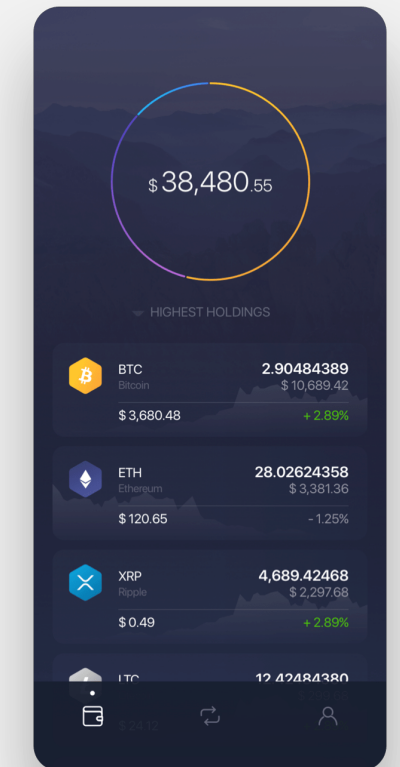 $ 38,480.55
HIGHEST HOLDINGS
BTC 2.90484389
Bitcoin $ 10,689.42
$ 3,680.48 + 2.89%
ETH 28.02624358
Ethereum $ 3,381.36
$ 120.65 - 1.25%
XRP 4,689.42468
Ripple $ 2,297.68
$ 0.49 + 2.89%
LTC 12.42484380
$ 24.12